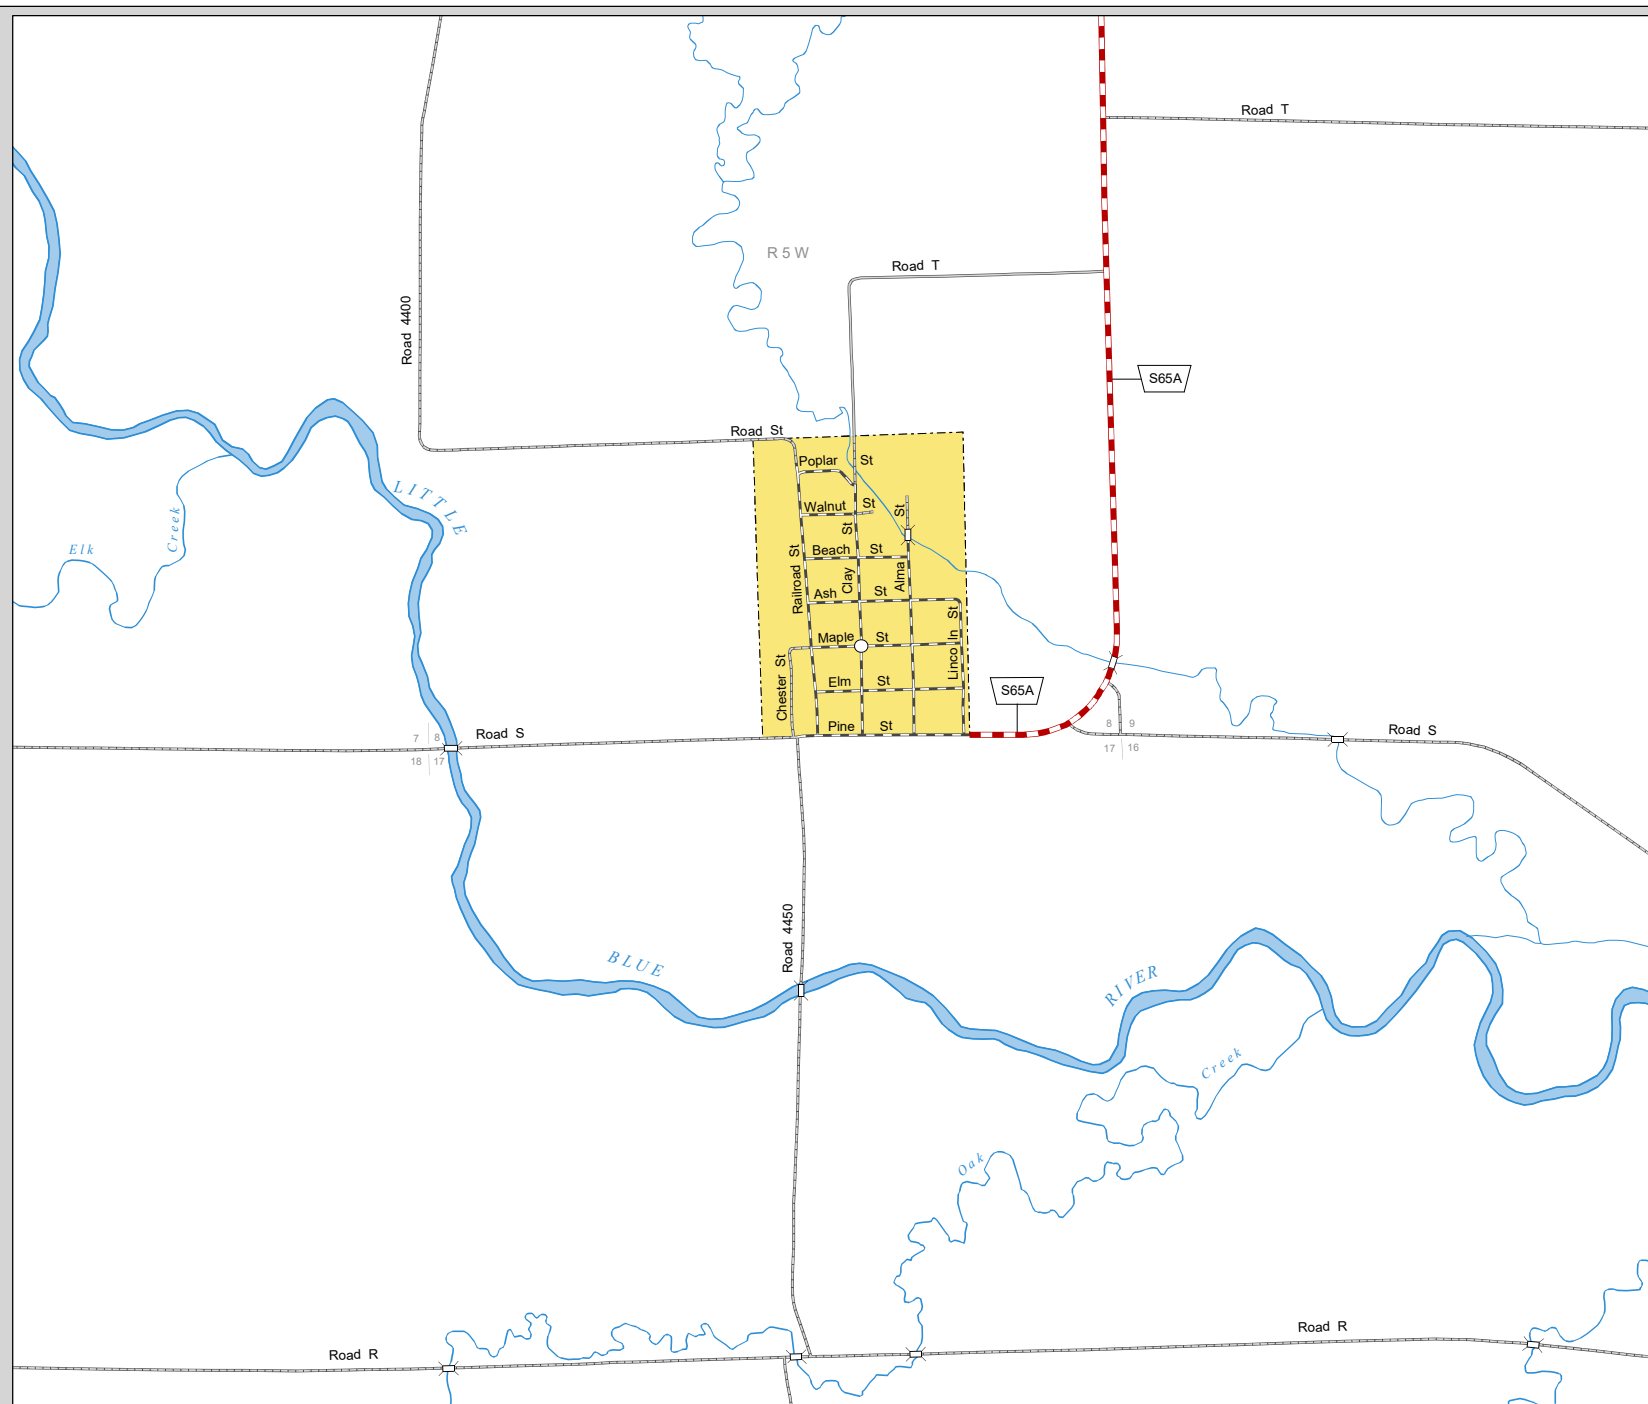 Road T
R 5 W
Road T
Road 4400
S65A
Road St
Poplar St
Walnut St
St
LITTLE
Creek
Elk
Beach St
Railroad St
Clay St
Alma
Ash St
Maple St
Linco ln St
Chester St
Elm St
S65A
Pine St
Road S
7 8
18 17
8 9
17 16
Road S
Road 4450
BLUE
RIVER
Creek
Oak
Road R
Road R